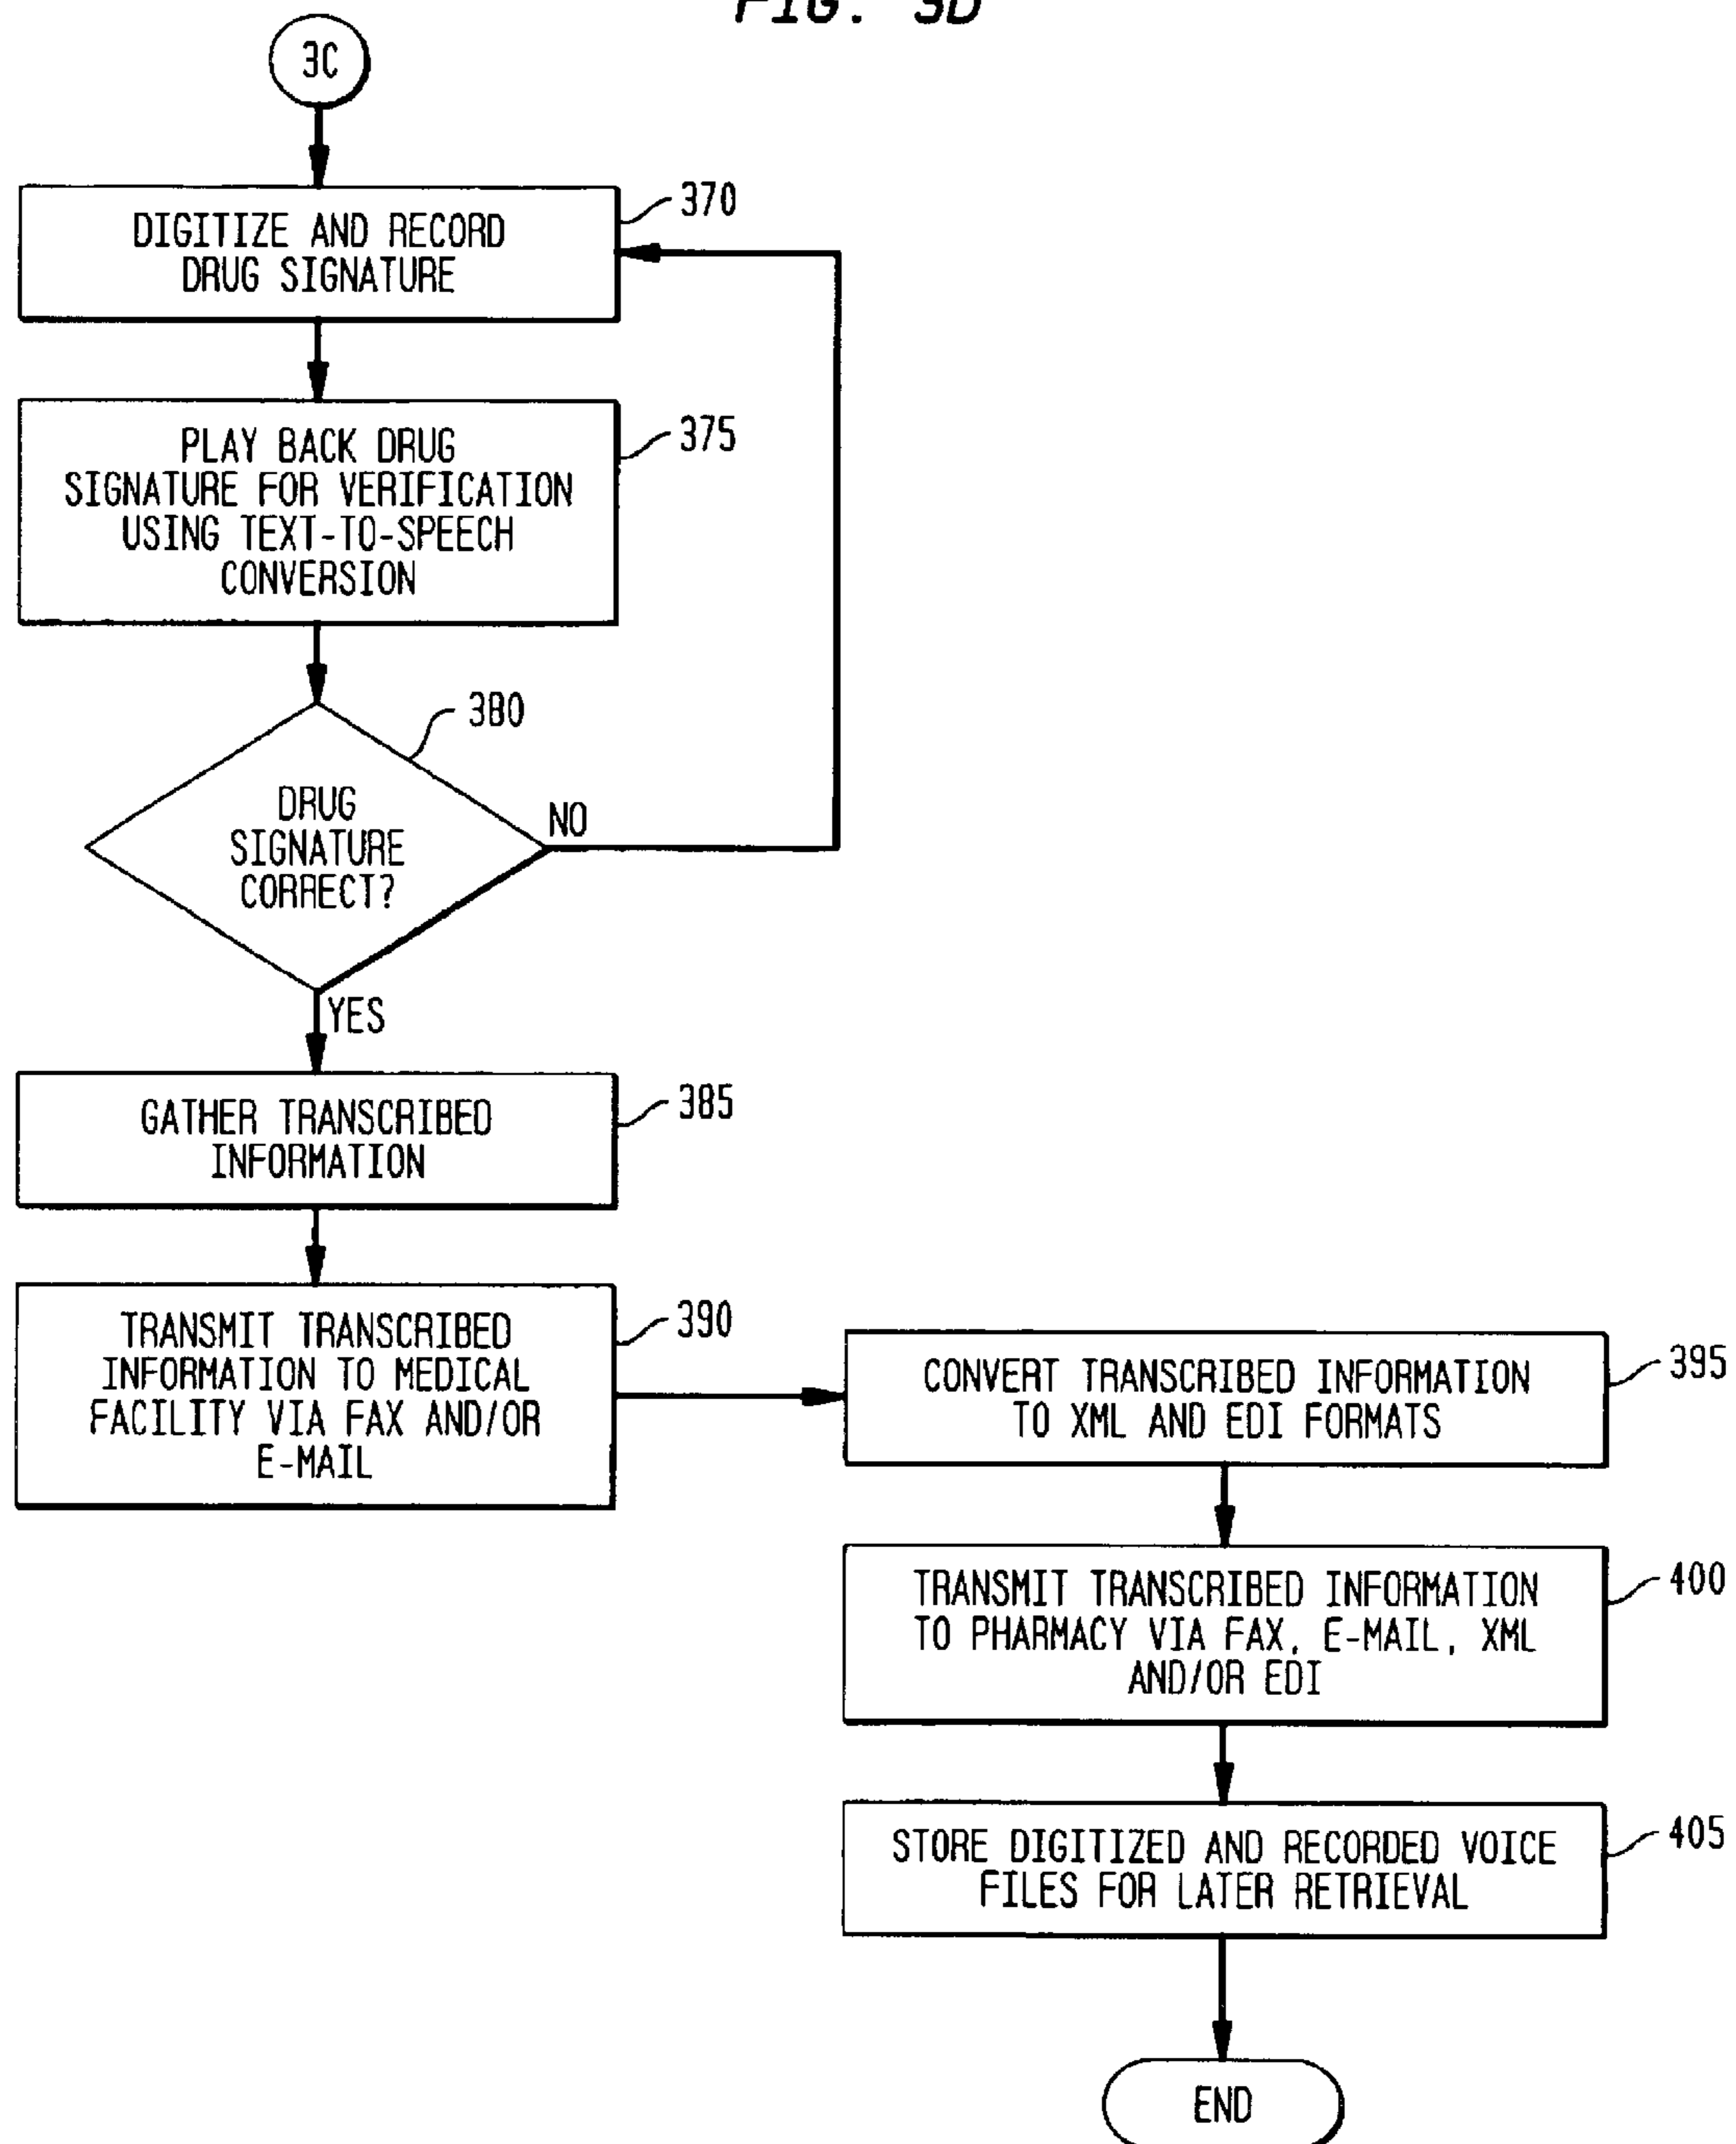 FIG. 3D
3C
370
DIGITIZE AND RECORD
DRUG SIGNATURE
375
PLAY BACK DRUG
SIGNATURE FOR VERIFICATION
USING TEXT-TO-SPEECH
CONVERSION
380
DRUG
SIGNATURE
CORRECT?
NO
YES
385
GATHER TRANSCRIBED
INFORMATION
390
TRANSMIT TRANSCRIBED
INFORMATION TO MEDICAL
FACILITY VIA FAX AND/OR
E-MAIL
395
CONVERT TRANSCRIBED INFORMATION
TO XML AND EDI FORMATS
400
TRANSMIT TRANSCRIBED INFORMATION
TO PHARMACY VIA FAX, E-MAIL, XML
AND/OR EDI
405
STORE DIGITIZED AND RECORDED VOICE
FILES FOR LATER RETRIEVAL
END